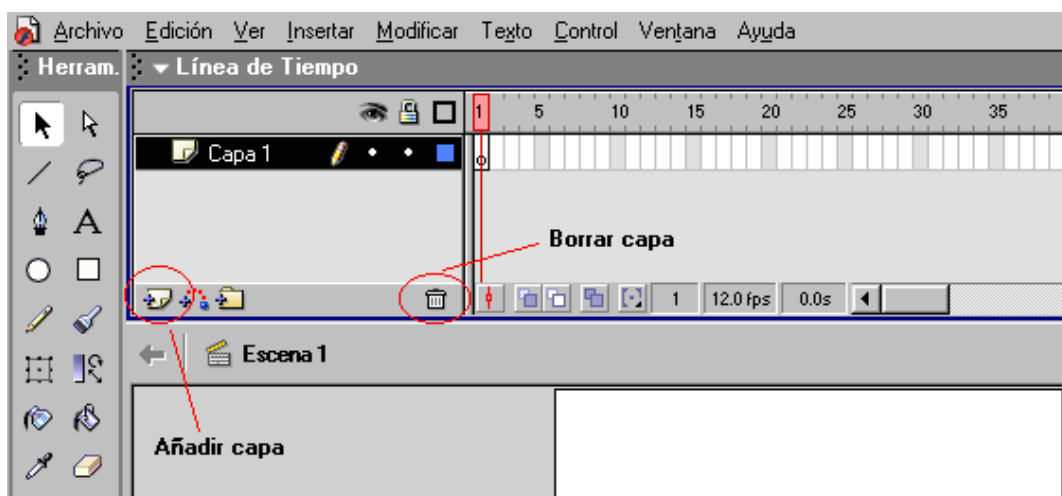 Archivo Edición Ver Insertar Modificar Texto Control Ventana Ayuda
Herram. Línea de Tiempo
1 5 10 15 20 25 30 35
Capa 1
A
Borrar capa
1 12.0 fps 0.0s
Escena 1
Añadir capa